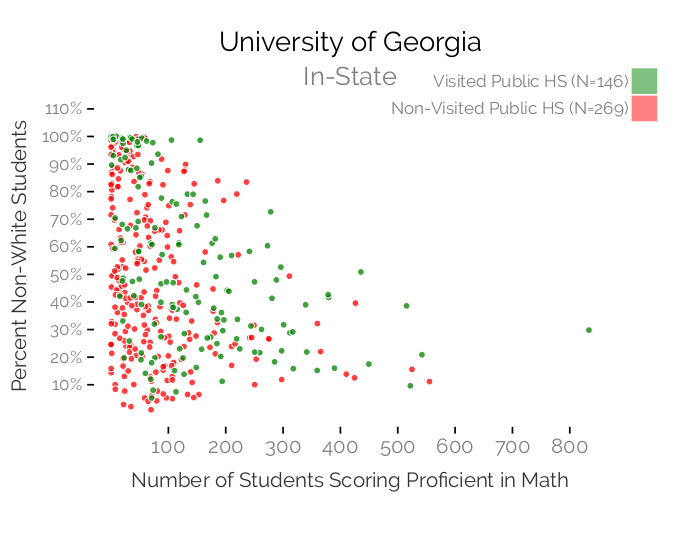 University of Georgia
In-State
Visited Public HS (N=146)
Non-Visited Public HS (N=269)
Percent Non-White Students
110%
100%
90%
80%
70%
60%
50%
40%
30%
20%
10%
100 200 300 400 500 600 700 800
Number of Students Scoring Proficient in Math